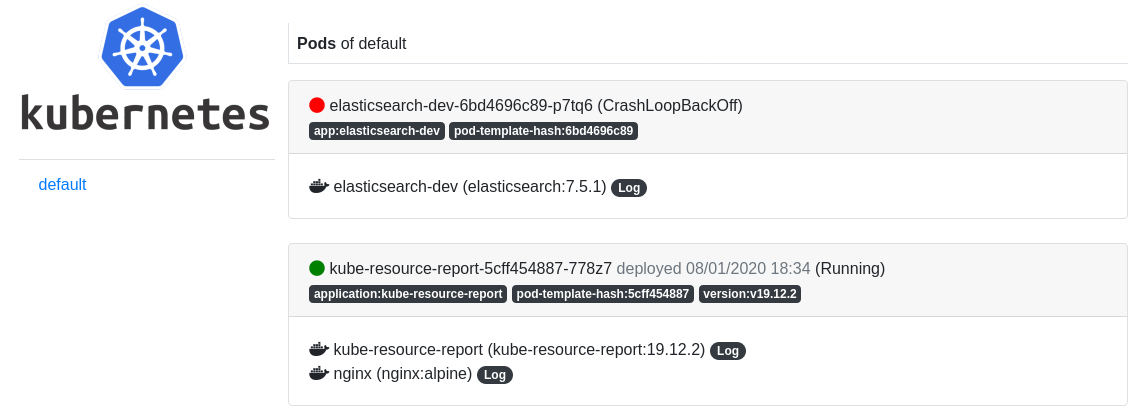 kubernetes
default
Pods of default
elasticsearch-dev-6bd4696c89-p7tq6 (CrashLoopBackOff)
app:elasticsearch-dev pod-template-hash:6bd4696c89
elasticsearch-dev (elasticsearch:7.5.1) Log
kube-resource-report-5cff454887-778z7 deployed 08/01/2020 18:34 (Running)
application:kube-resource-report pod-template-hash:5cff454887 version:v19.12.2
kube-resource-report (kube-resource-report:19.12.2) Log
nginx (nginx:alpine) Log